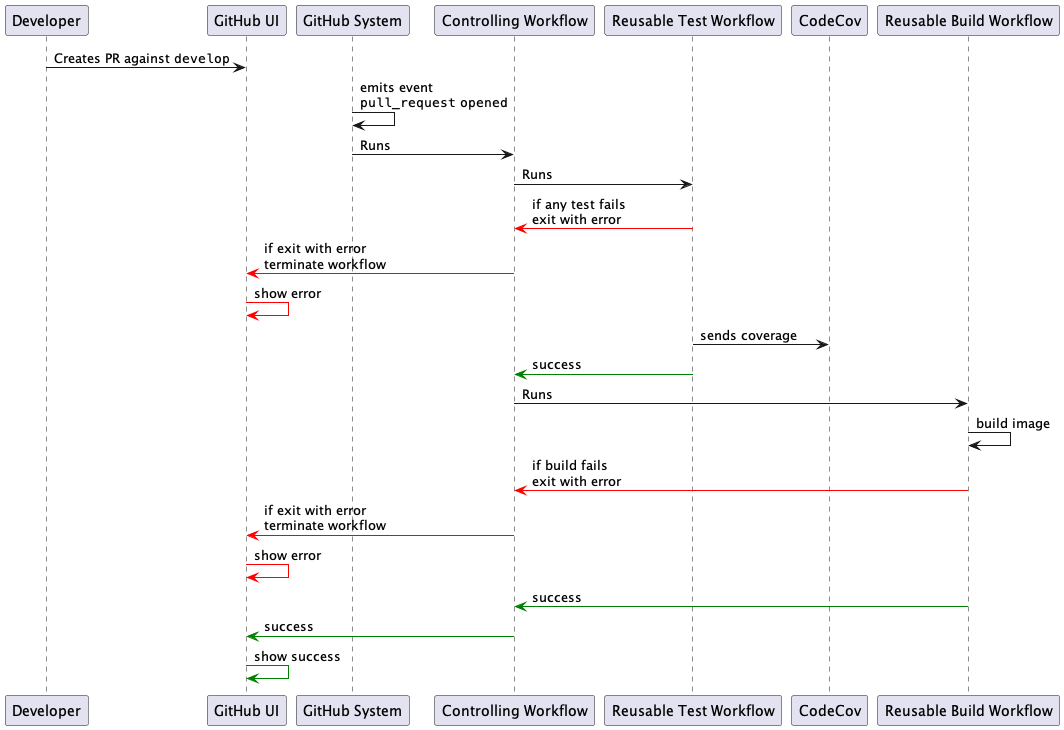 Developer
GitHub UI
GitHub System
Controlling Workflow
Reusable Test Workflow
CodeCov
Reusable Build Workflow
Creates PR against develop
emits event
pull_request opened
Runs
Runs
if any test fails
exit with error
if exit with error
terminate workflow
show error
sends coverage
success
Runs
build image
if build fails
exit with error
if exit with error
terminate workflow
show error
success
success
show success
Developer
GitHub UI
GitHub System
Controlling Workflow
Reusable Test Workflow
CodeCov
Reusable Build Workflow